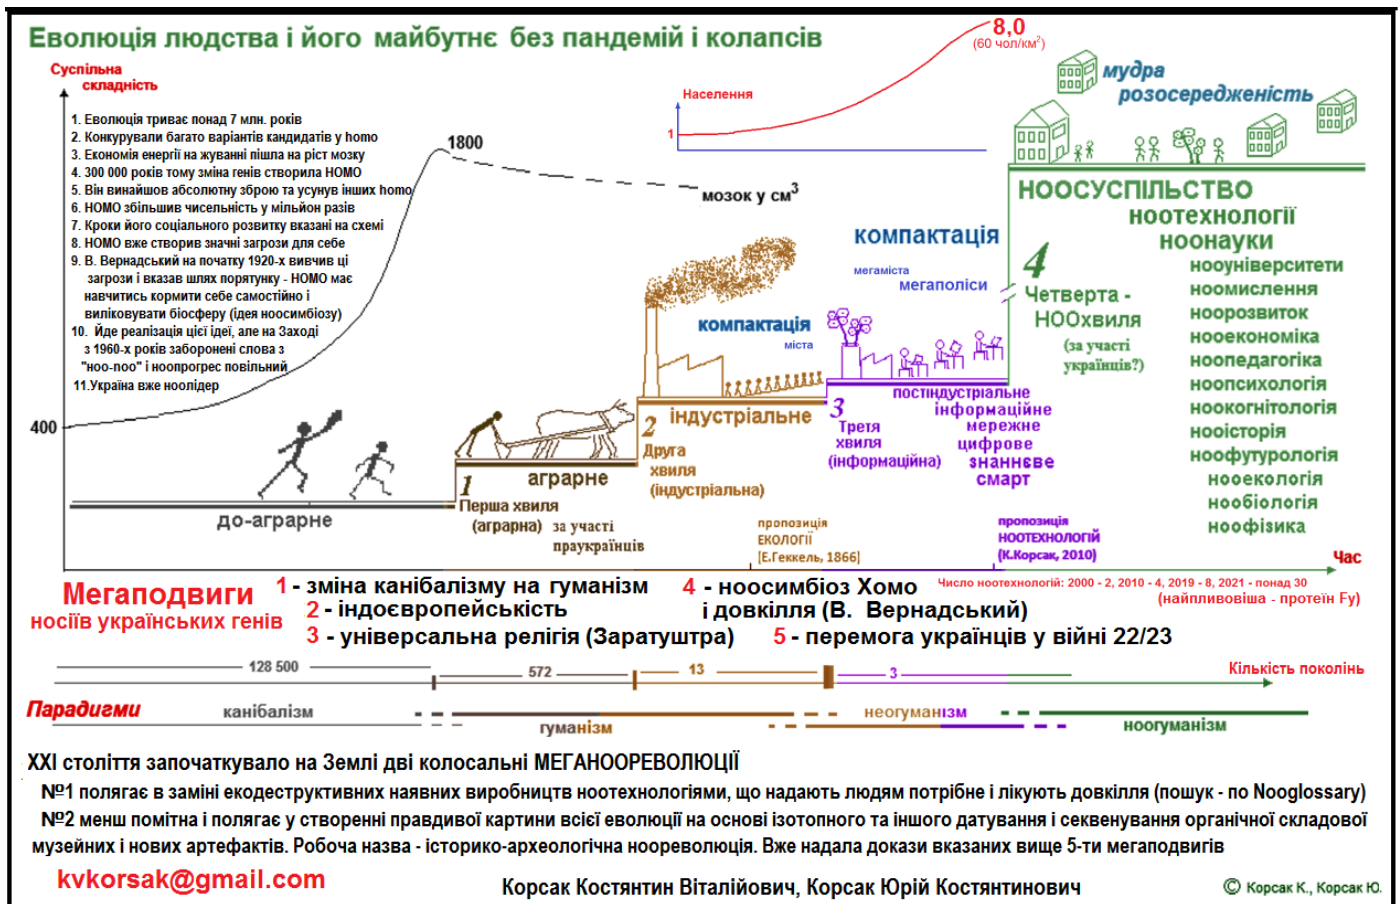 Еволюція людства і його майбутнє без пандемій і колапсів
Суспільна
складність
1. Еволюція триває понад 7 млн. років
2. Конкурували багато варіантів кандидатів у homo
3. Економія енергії на жуванні пішла на ріст мозку
4. 300 000 років тому зміна генів створила НОМО
5. Він винайшов абсолютну зброю та усунув інших homo
6. НОМО збільшив чисельність у мільйон разів
7. Кроки його соціального розвитку вказані на схемі
8. НОМО вже створив значні загрози для себе
9. В. Вернадський на початку 1920-х вивчив ці
загрози і вказав шлях порятунку - НОМО має
навчитись кормити себе самостійно і
виліковувати біосферу (ідея ноосимбіозу)
10. Йде реалізація цієї ідеї, але на Заході
з 1960-х років заборонені слова з
"ноо-noo" і ноопрогрес повільний
11.Україна вже ноолідер
400
1800
мозок у см3
Населення
1
8,0
(60 чол/км2)
мудра
розосередженість
до-аграрне
аграрне
1
Перша хвиля
(аграрна)
за участі
праукраїнців
компактація
міста
індустріальне
2
Друга
хвиля
(індустріальна)
пропозиція
ЕКОЛОГІЇ
[Е.Геккель, 1866]
компактація
мегаміста
мегаполіси
3
Третя
хвиля
(інформаційна)
постіндустріальне
інформаційне
мережне
цифрове
знаннєве
смарт
пропозиція
НООТЕХНОЛОГІЙ
(К.Корсак, 2010)
4
Четверта -
НООхвиля
(за участі
українців?)
НООСУСПІЛЬСТВО
ноотехнології
ноонауки
нооуніверситети
ноомислення
ноорозвиток
нооекономіка
ноопедагогіка
ноопсихологія
ноокогнітологія
нооісторія
ноофутурологія
нооекологія
нообіологія
ноофізика
Час
Мегаподвиги
носіїв українських генів
1 - зміна канібалізму на гуманізм
2 - індоєвропейськість
3 - універсальна релігія (Заратуштра)
4 - ноосимбіоз Хомо
і довкілля (В. Вернадський)
5 - перемога українців у війні 22/23
Число ноотехнологій: 2000 - 2, 2010 - 4, 2019 - 8, 2021 - понад 30
(найпливовіша - протеїн Fy)
128 500
572
13
3
Кількість поколінь
Парадигми
канібалізм
гуманізм
неогуманізм
ноогуманізм
XXI століття започаткувало на Землі дві колосальні МЕГАНООРЕВОЛЮЦІЇ
№1 полягає в заміні екодеструктивних наявних виробництв ноотехнологіями, що надають людям потрібне і лікують довкілля (пошук - по Nooglossary)
№2 менш помітна і полягає у створенні правдивої картини всієї еволюції на основі ізотопного та іншого датування і секвенування органічної складової
музейних і нових артефактів. Робоча назва - історико-археологічна ноореволюція. Вже надала докази вказаних вище 5-ти мегаподвигів
kvkorsak@gmail.com
Корсак Костянтин Віталійович, Корсак Юрій Костянтинович
© Корсак К., Корсак Ю.